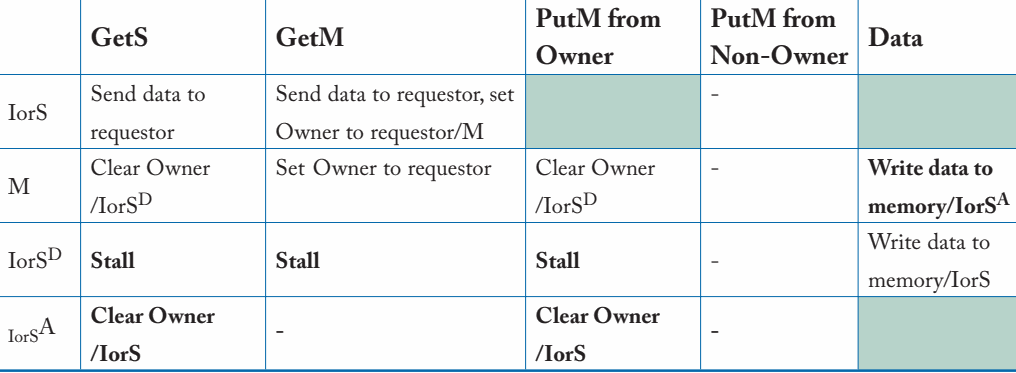 GetS GetM PutM from Owner PutM from Non-Owner Data
IorS Send data to requestor Send data to requestor, set Owner to requestor/M -
M Clear Owner /IorSD Set Owner to requestor Clear Owner /IorSD - Write data to memory/IorSA
IorSD Stall Stall Stall - Write data to memory/IorS
IorSA Clear Owner /IorS - Clear Owner /IorS -